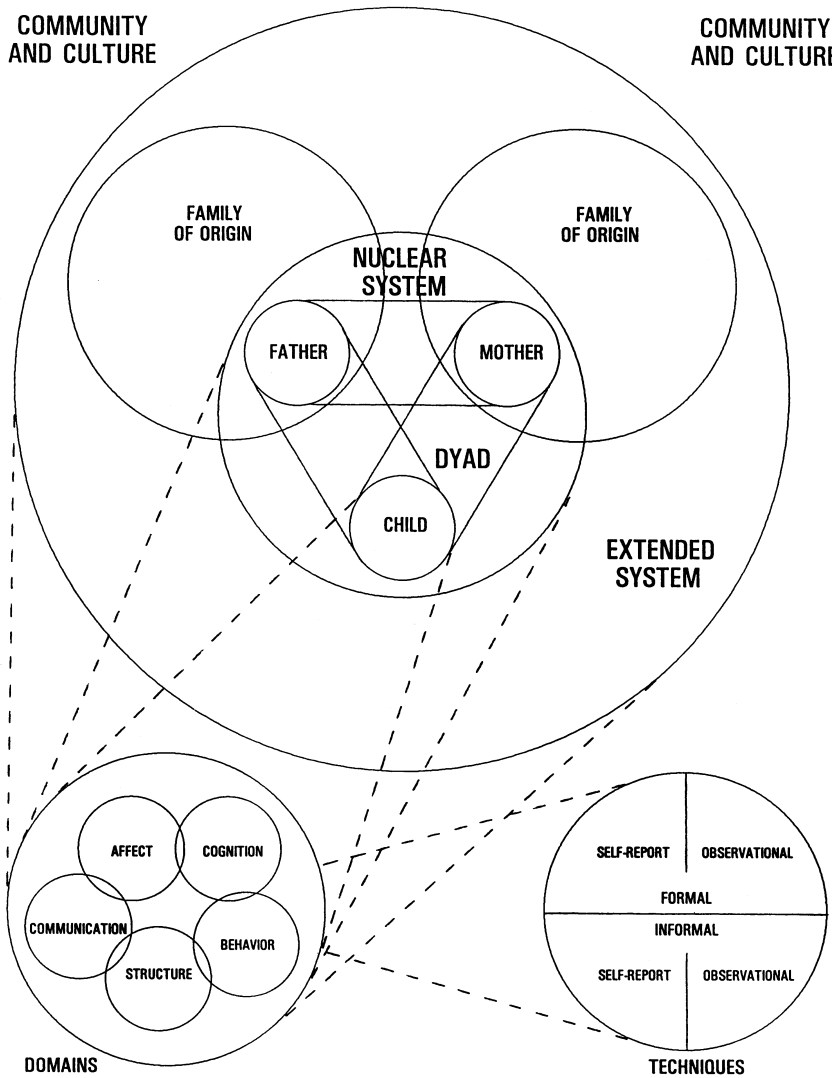 COMMUNITY
AND CULTURE
COMMUNITY
AND CULTURE
FAMILY
OF ORIGIN
FAMILY
OF ORIGIN
NUCLEAR
SYSTEM
FATHER
MOTHER
DYAD
CHILD
EXTENDED
SYSTEM
AFFECT
COGNITION
COMMUNICATION
BEHAVIOR
STRUCTURE
DOMAINS
SELF-REPORT
OBSERVATIONAL
FORMAL
INFORMAL
SELF-REPORT
OBSERVATIONAL
TECHNIQUES